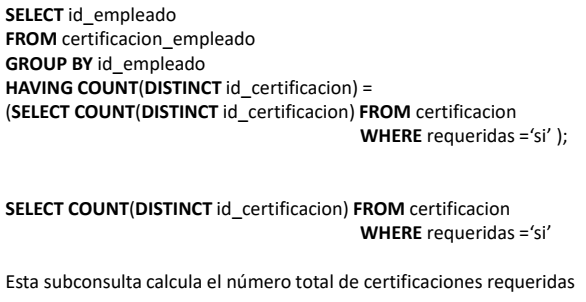 SELECT id_empleado
FROM certificacion_empleado
GROUP BY id_empleado
HAVING COUNT(DISTINCT id_certificacion) =
(SELECT COUNT(DISTINCT id_certificacion) FROM certificacion
WHERE requeridas =‘si’ );
SELECT COUNT(DISTINCT id_certificacion) FROM certificacion
WHERE requeridas =‘si’
Esta subconsulta calcula el número total de certificaciones requeridas